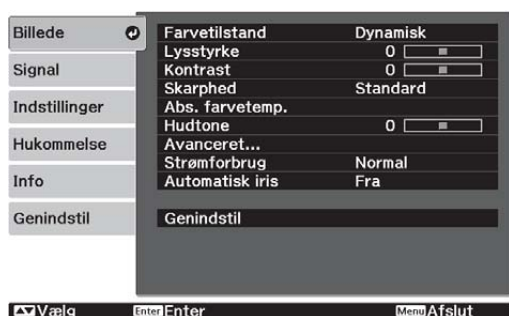 Billede
Signal
Indstillinger
Hukommelse
Info
Genindstil
Farvetilstand Dynamisk
Lysstyrke 0
Kontrast 0
Skarphed Standard
Abs. farvetemp.
Hudtone 0
Avanceret...
Strømforbrug Normal
Automatisk iris Fra
Genindstil
Vælg Enter Enter Menu Afslut